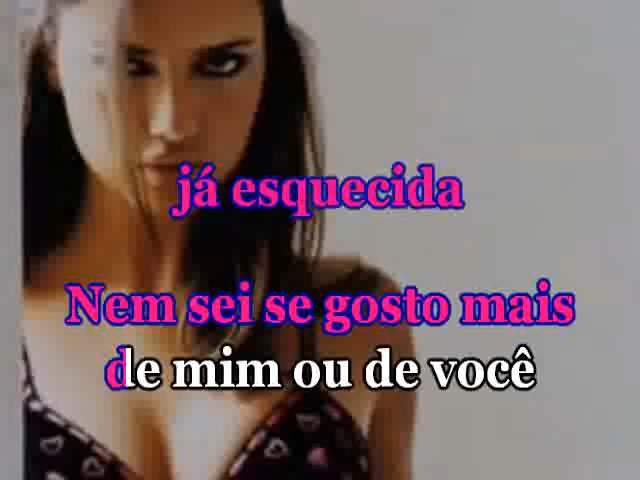 já esquecida
Nem sei se gosto mais
de mim ou de você